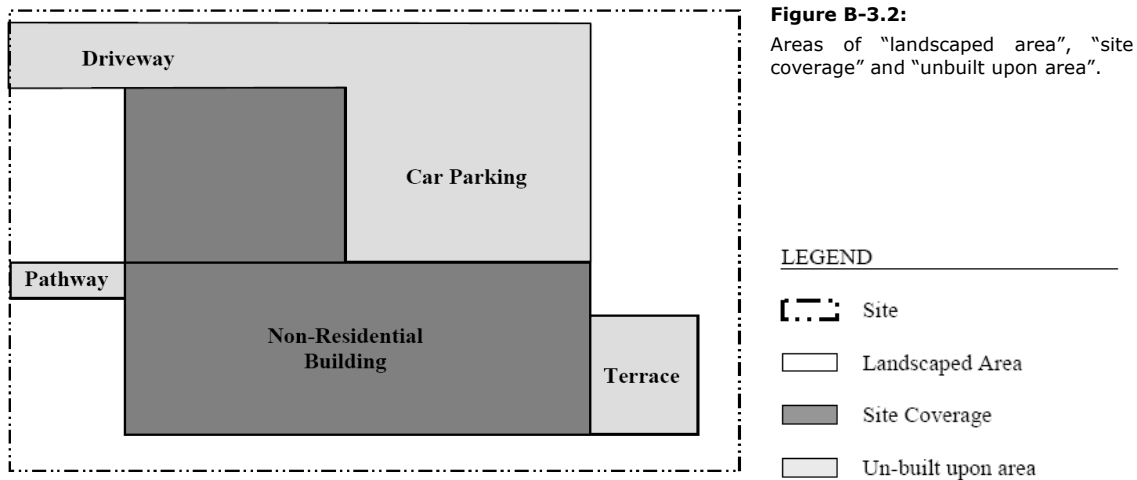 Driveway
Car Parking
Pathway
Non-Residential
Building
Terrace
Figure B-3.2:
Areas of “landscaped area”, “site
coverage” and “unbuilt upon area”.
LEGEND
Site
Landscaped Area
Site Coverage
Un-built upon area